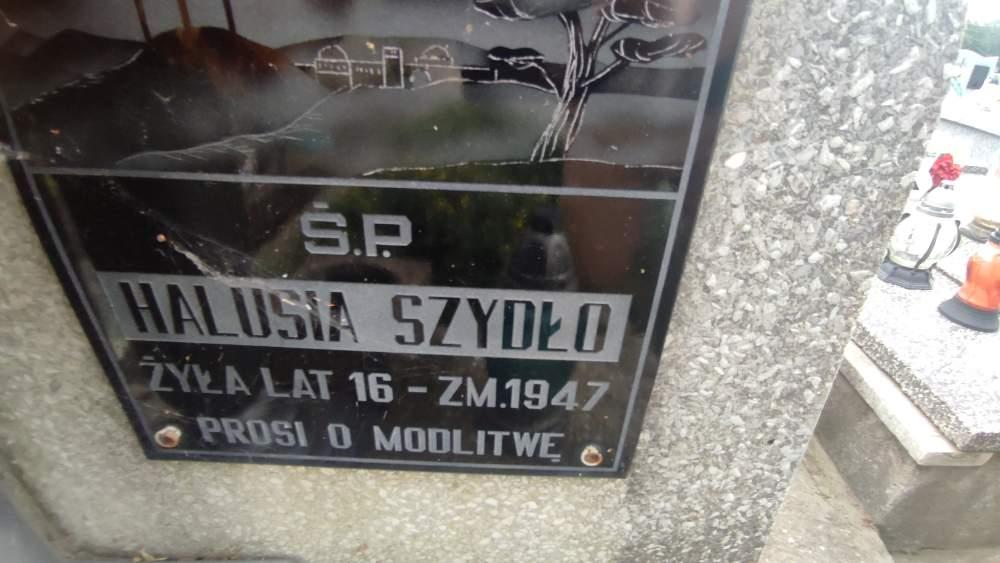 Ś.P.
HALUSIA SZYDŁO
ŻYŁA LAT 16 - ZM.1947
PROSI O MODLITWĘ